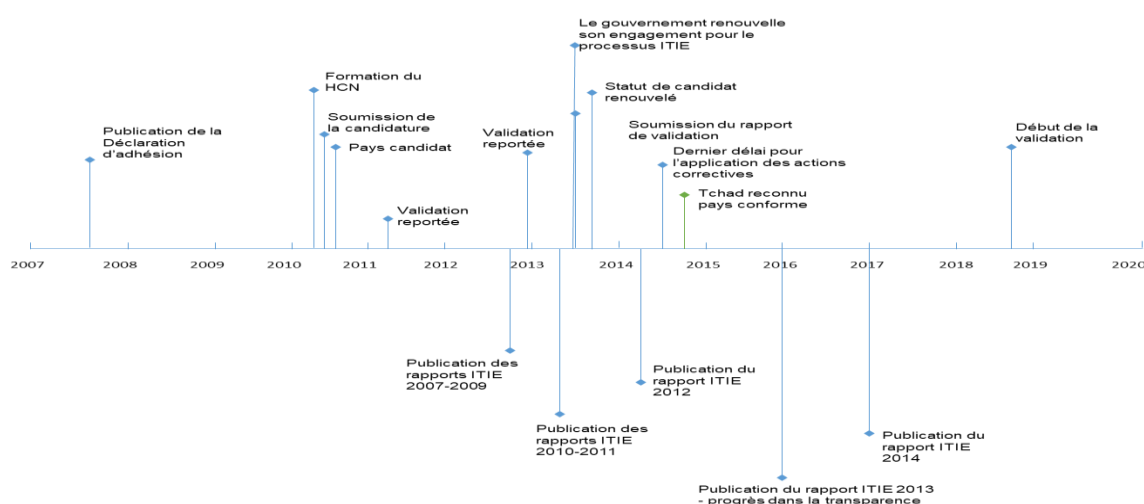 Le gouvernement renouvelle
son engagement pour le
processus ITIE
Formation du
HCN
Statut de candidat
renouvelé
Soumission de
la candidature
Soumission du rapport
de validation
Publication de la
Déclaration
d'adhésion
Pays candidat
Validation
reportée
Dernier délai pour
l'application des actions
correctives
Début de la
validation
Validation
reportée
Tchad reconnu
pays conforme
2007 2008 2009 2010 2011 2012 2013 2014 2015 2016 2017 2018 2019 2020
Publication des
rapports ITIE
2007-2009
Publication du
rapport ITIE
2012
Publication des
rapports ITIE
2010-2011
Publication du
rapport ITIE
2014
Publication du rapport ITIE 2013
- progrès dans la transparence